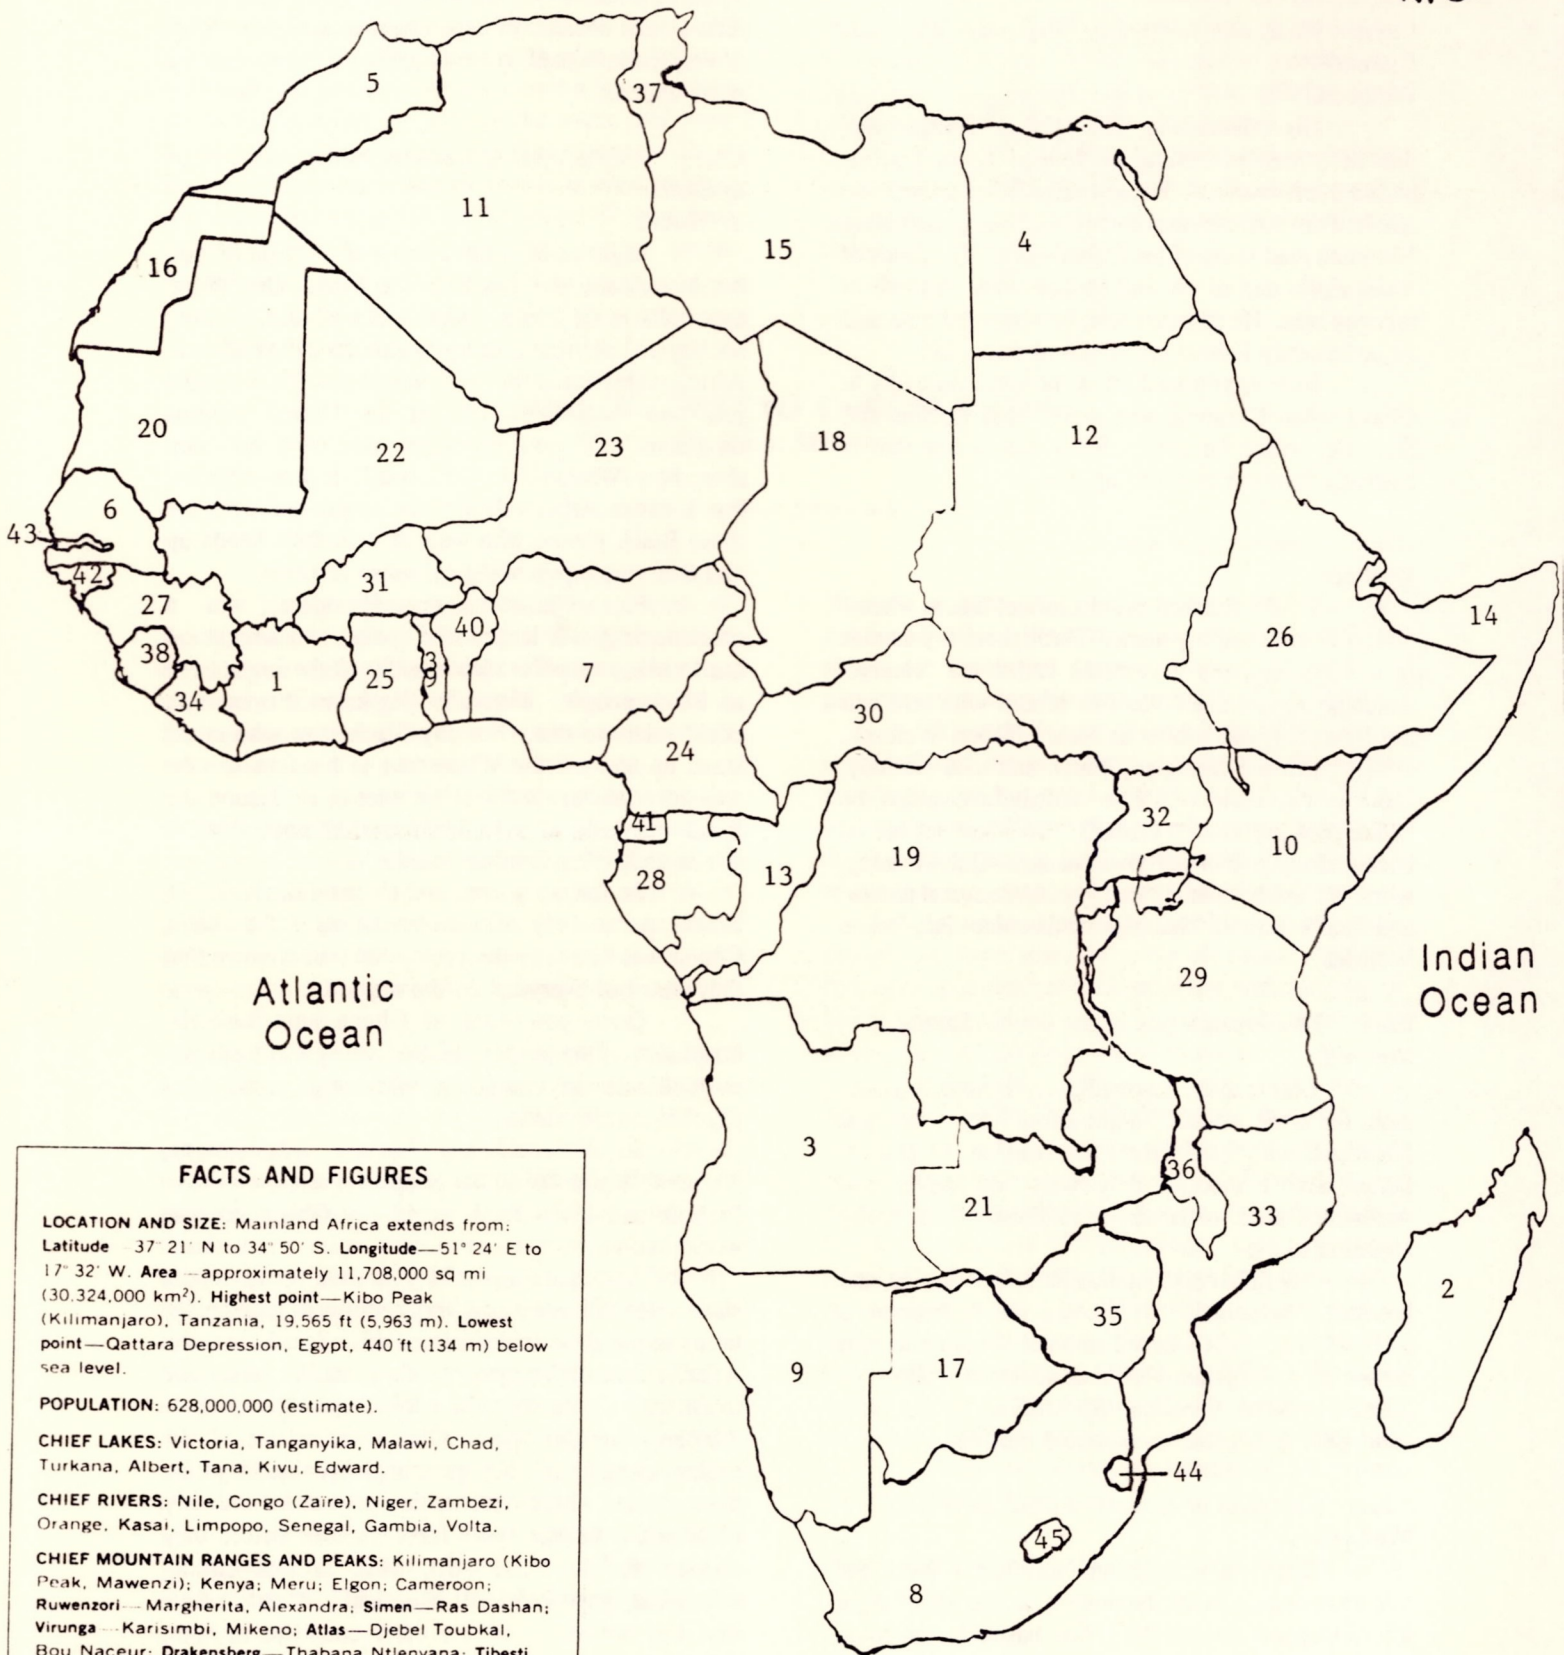 5
37
11
15
4
16
20
22
23
18
12
6
43
42
31
27
14
40
26
38
39
1
25
7
34
30
24
32
41
19
10
28
13
Atlantic
Ocean
29
Indian
Ocean
3
36
21
33
2
35
9
17
44
45
8
FACTS AND FIGURES
LOCATION AND SIZE: Mainland Africa extends from:
Latitude 37° 21' N to 34° 50' S. Longitude—51° 24' E to
17° 32' W. Area—approximately 11,708,000 sq mi
(30.324,000 km²). Highest point—Kibo Peak
(Kilimanjaro), Tanzania, 19,565 ft (5,963 m). Lowest
point—Qattara Depression, Egypt, 440 ft (134 m) below
sea level.
POPULATION: 628,000,000 (estimate).
CHIEF LAKES: Victoria, Tanganyika, Malawi, Chad,
Turkana, Albert, Tana, Kivu, Edward.
CHIEF RIVERS: Nile, Congo (Zaïre), Niger, Zambezi,
Orange, Kasai, Limpopo, Senegal, Gambia, Volta.
CHIEF MOUNTAIN RANGES AND PEAKS: Kilimanjaro (Kibo
Peak, Mawenzi); Kenya; Meru; Elgon; Cameroon;
Ruwenzori—Margherita, Alexandra; Simen—Ras Dashan;
Virunga—Karisimbi, Mikeno; Atlas—Djebel Toubkal,
Bou Naceur; Drakensberg—Thabana Ntlenyana; Tibesti